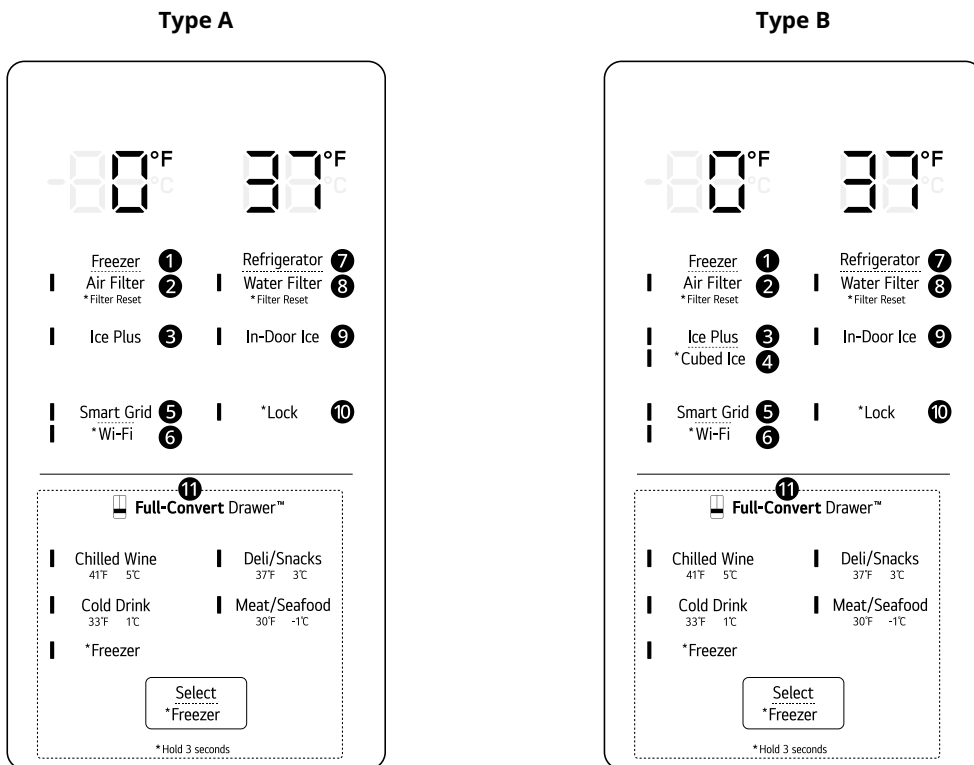 Type A
0 °F 37 °F
°C °C
Freezer 1 Refrigerator 7
Air Filter 2 Water Filter 8
*Filter Reset *Filter Reset
Ice Plus 3 In-Door Ice 9
Smart Grid 5 *Lock 10
*Wi-Fi 6
11
Full-Convert Drawer™
Chilled Wine Deli/Snacks
41°F 5°C 37°F 3°C
Cold Drink Meat/Seafood
33°F 1°C 30°F -1°C
*Freezer
Select
*Freezer
*Hold 3 seconds
Type B
0 °F 37 °F
°C °C
Freezer 1 Refrigerator 7
Air Filter 2 Water Filter 8
*Filter Reset *Filter Reset
Ice Plus 3 In-Door Ice 9
*Cubed Ice 4
Smart Grid 5 *Lock 10
*Wi-Fi 6
11
Full-Convert Drawer™
Chilled Wine Deli/Snacks
41°F 5°C 37°F 3°C
Cold Drink Meat/Seafood
33°F 1°C 30°F -1°C
*Freezer
Select
*Freezer
*Hold 3 seconds